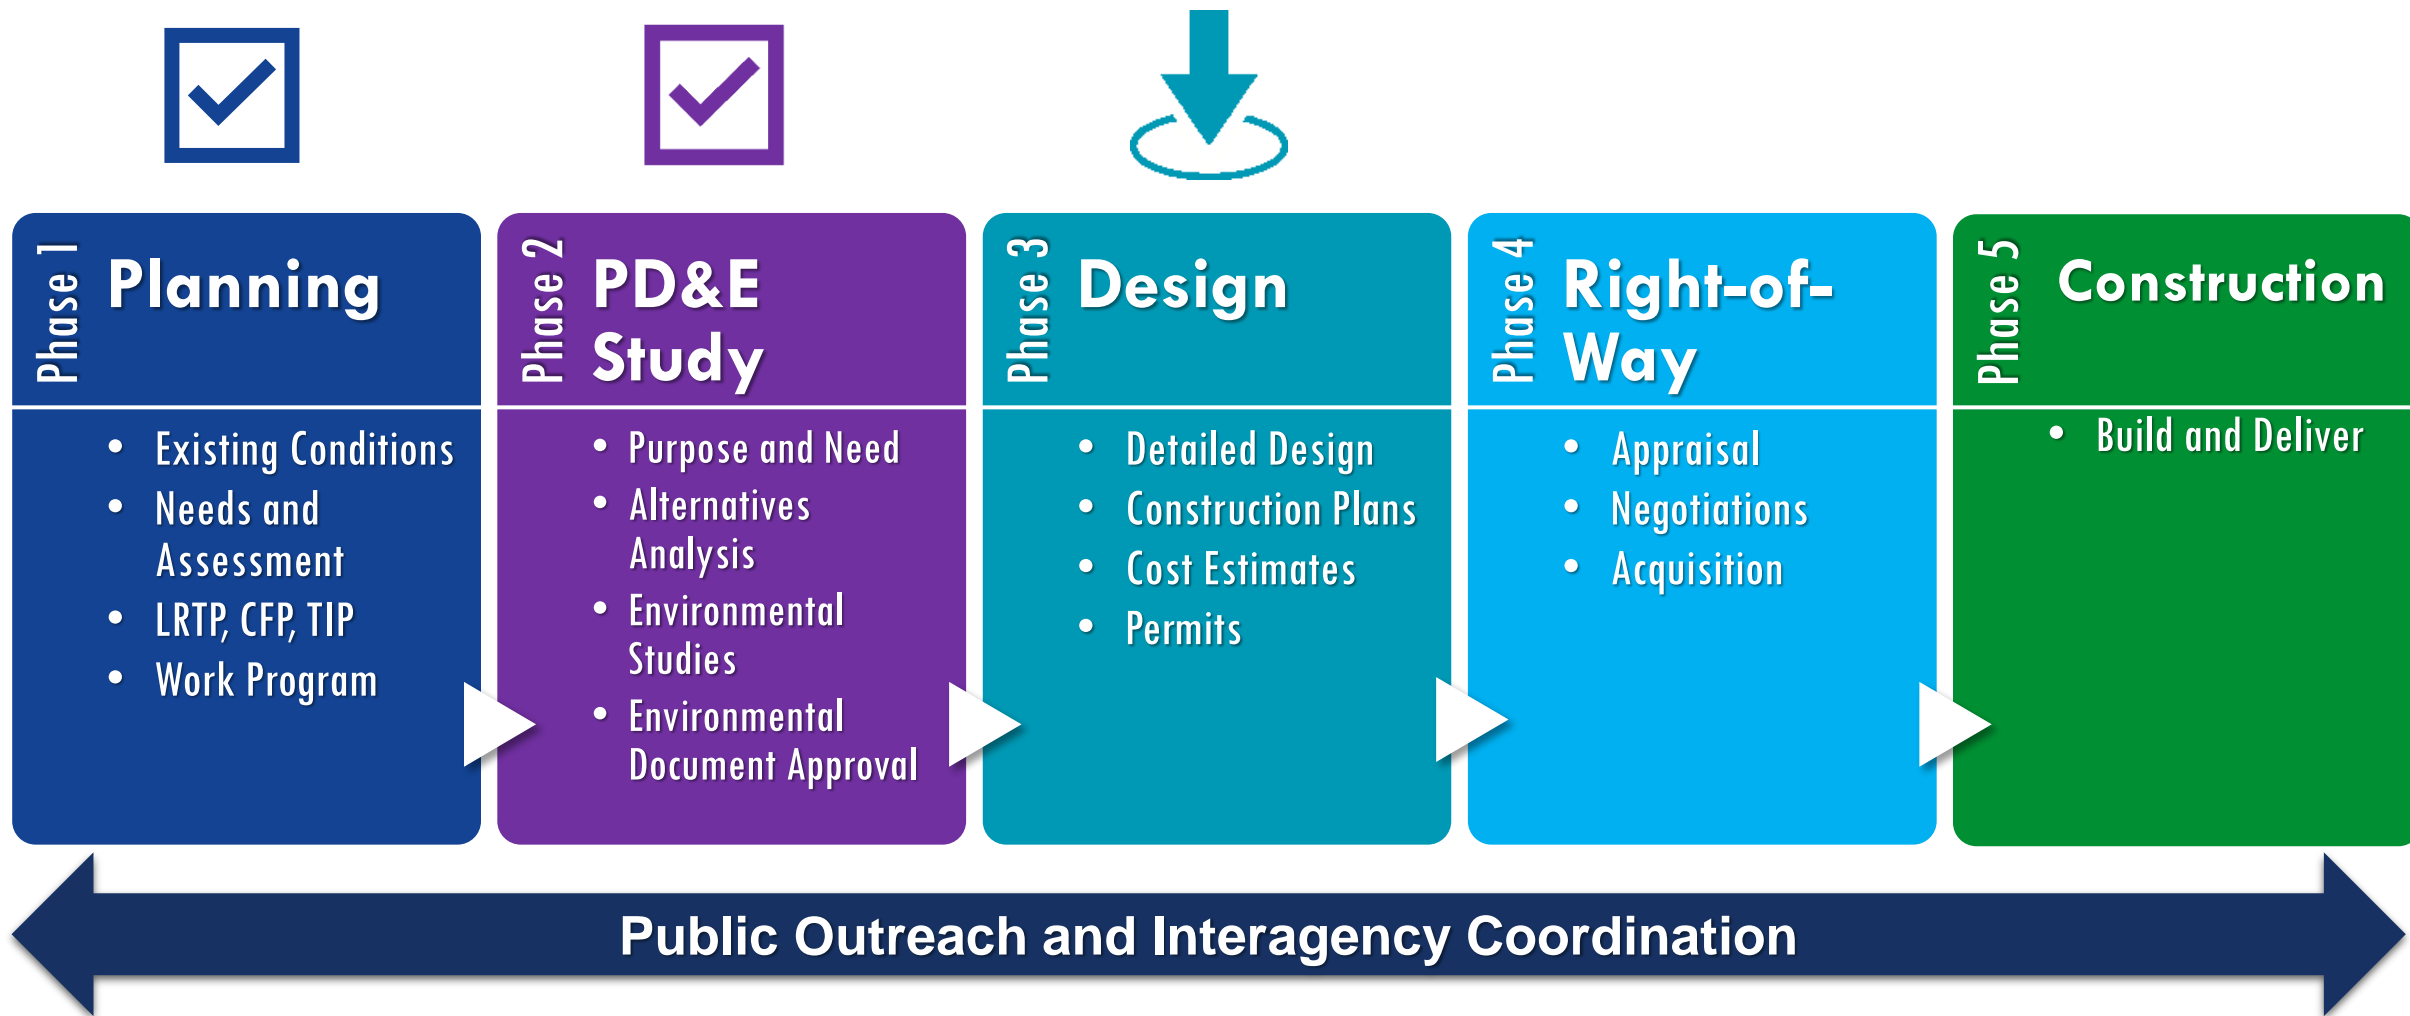 Phase 1
Planning
• Existing Conditions
• Needs and
Assessment
• LRTP, CFP, TIP
• Work Program
Phase 2
PD&E
Study
• Purpose and Need
• Alternatives
Analysis
• Environmental
Studies
• Environmental
Document Approval
Phase 3
Design
• Detailed Design
• Construction Plans
• Cost Estimates
• Permits
Phase 4
Right-of-
Way
• Appraisal
• Negotiations
• Acquisition
Phase 5
Construction
• Build and Deliver
Public Outreach and Interagency Coordination